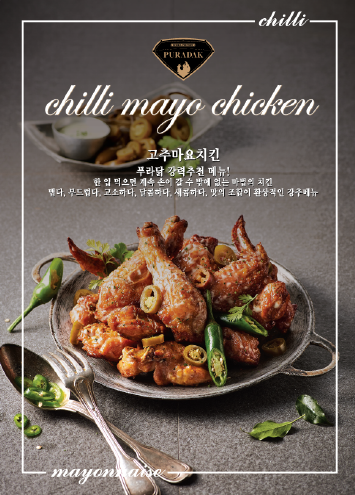 chilli
PURADAK
chilli mayo chicken
고추마요치킨
푸라닭 강력추천 메뉴!
한 입 먹으면 계속 손이 갈 수 밖에 없는 마법의 치킨
맵다, 부드럽다, 고소하다, 달콤하다, 새콤하다, 맛의 조합이 환상적인 강추메뉴
mayonnaise